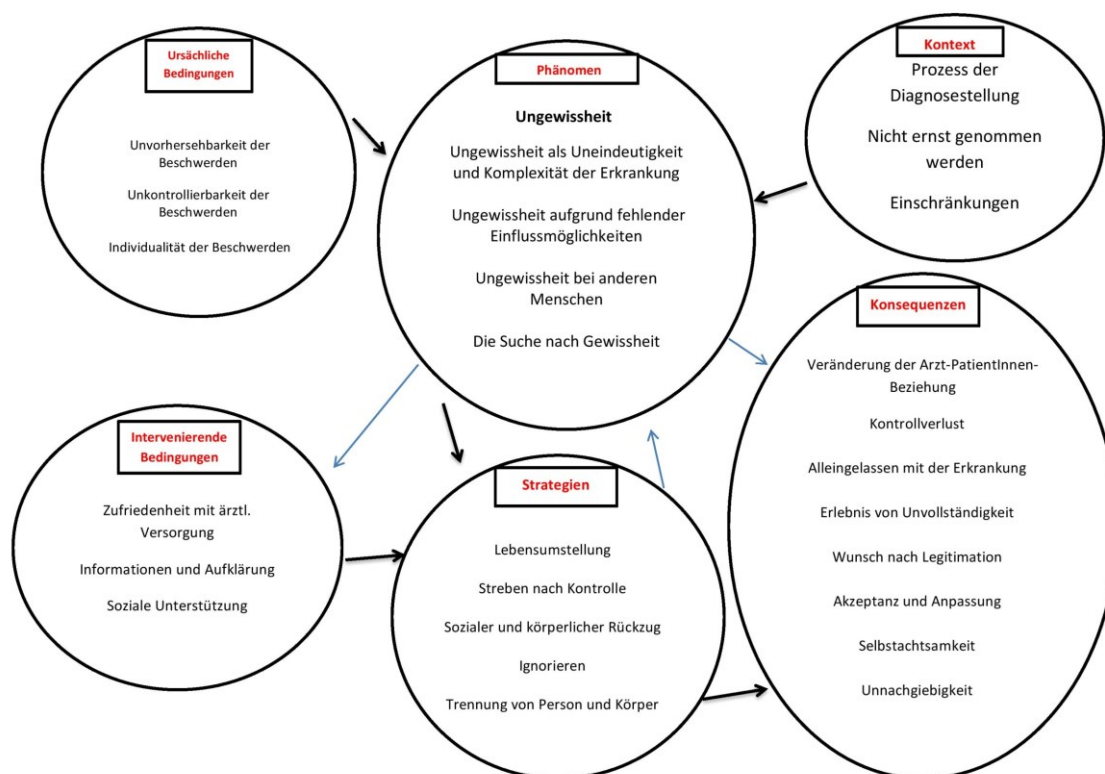 Ursächliche
Bedingungen
Unvorhersehbarkeit der
Beschwerden
Unkontrollierbarkeit der
Beschwerden
Individualität der Beschwerden
Phänomen
Ungewissheit
Ungewissheit als Uneindeutigkeit
und Komplexität der Erkrankung
Ungewissheit aufgrund fehlender
Einflussmöglichkeiten
Ungewissheit bei anderen
Menschen
Die Suche nach Gewissheit
Kontext
Prozess der
Diagnosestellung
Nicht ernst genommen
werden
Einschränkungen
Intervenierende
Bedingungen
Zufriedenheit mit ärztl.
Versorgung
Informationen und Aufklärung
Soziale Unterstützung
Strategien
Lebensumstellung
Streben nach Kontrolle
Sozialer und körperlicher Rückzug
Ignorieren
Trennung von Person und Körper
Konsequenzen
Veränderung der Arzt-PatientInnen-
Beziehung
Kontrollverlust
Alleingelassen mit der Erkrankung
Erlebnis von Unvollständigkeit
Wunsch nach Legitimation
Akzeptanz und Anpassung
Selbstachtsamkeit
Unnachgiebigkeit